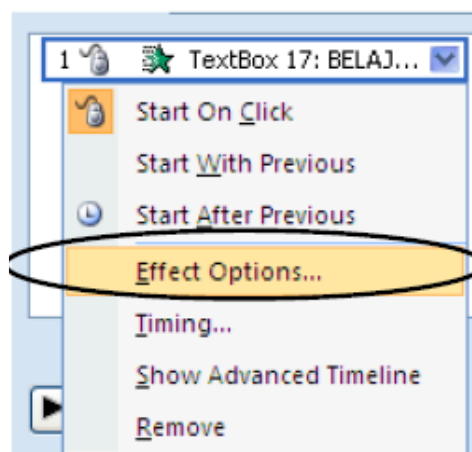 1 TextBox 17: BELAJ...
Start On Click
Start With Previous
Start After Previous
Effect Options...
Timing...
Show Advanced Timeline
Remove